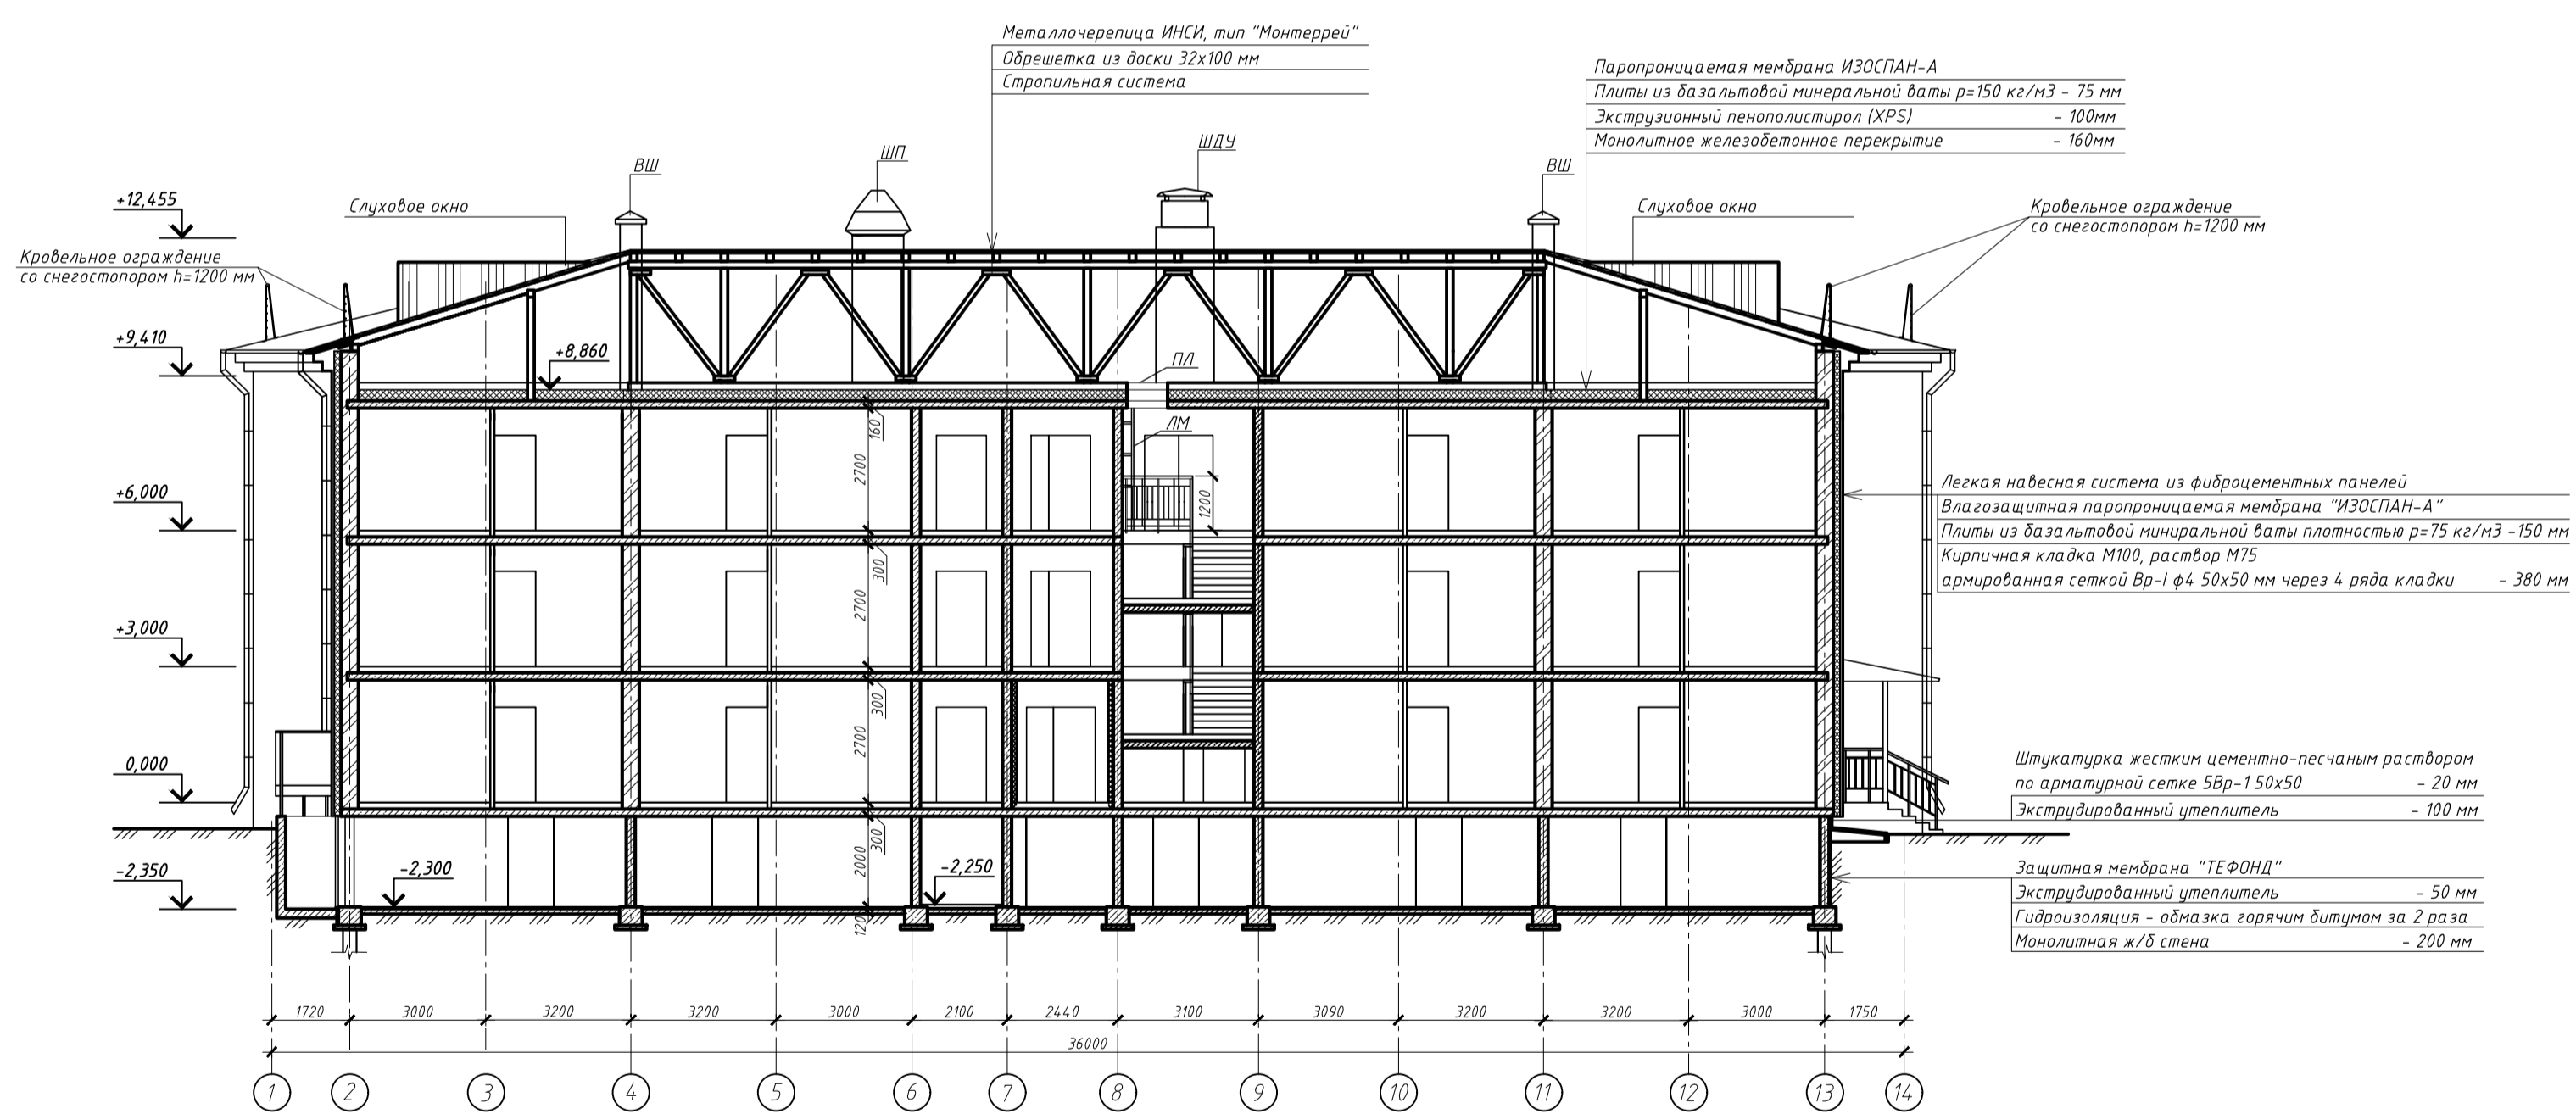 Металлочерепица ИНСИ, тип "Монтеррей"
Обрешетка из доски 32х100 мм
Стропильная система
Паропроницаемая мембрана ИЗОСПАН-А
Плиты из базальтовой минеральной ваты р=150 кг/м3 - 75 мм
Экструзионный пенополистирол (XPS) - 100мм
Монолитное железобетонное перекрытие - 160мм
ВШ
ШП
ШДУ
ВШ
+12,455
Слуховое окно
Слуховое окно
Кровельное ограждение
со снегостопором h=1200 мм
Кровельное ограждение
со снегостопором h=1200 мм
+9,410
+8,860
ПЛ
ЛМ
160
2700
1200
+6,000
300
2700
+3,000
300
2700
0,000
300
2000
120
-2,350
-2,300
-2,250
Легкая навесная система из фиброцементных панелей
Влагозащитная паропроницаемая мембрана "ИЗОСПАН-А"
Плиты из базальтовой миниральной ваты плотностью р=75 кг/м3 -150 мм
Кирпичная кладка М100, раствор М75
армированная сеткой Вр-I ф4 50х50 мм через 4 ряда кладки - 380 мм
Штукатурка жестким цементно-песчаным раствором
по арматурной сетке 5Вр-1 50х50 - 20 мм
Экструдированный утеплитель - 100 мм
Защитная мембрана "ТЕФОНД"
Экструдированный утеплитель - 50 мм
Гидроизоляция - обмазка горячим битумом за 2 раза
Монолитная ж/б стена - 200 мм
1720 3000 3200 3200 3000 2100 2440 3100 3090 3200 3200 3000 1750
36000
1 2 3 4 5 6 7 8 9 10 11 12 13 14